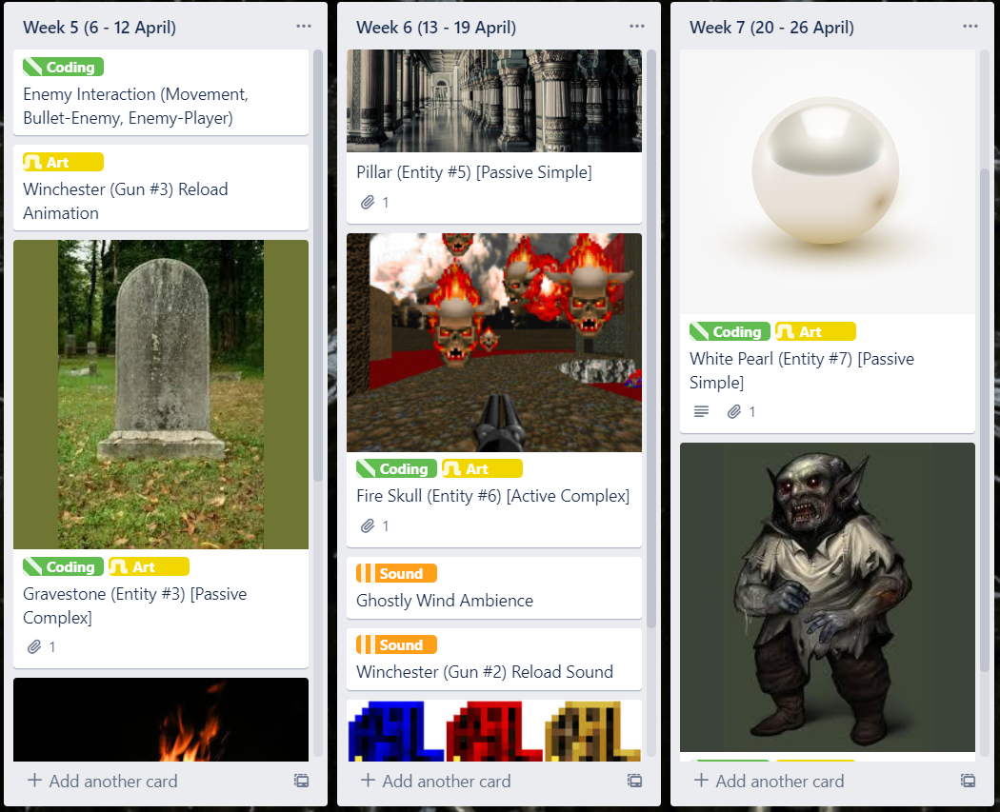 Week 5 (6 - 12 April)
Coding
Enemy Interaction (Movement,
Bullet-Enemy, Enemy-Player)
Art
Winchester (Gun #3) Reload
Animation
Coding Art
Gravestone (Entity #3) [Passive
Complex]
1
+ Add another card
Week 6 (13 - 19 April)
Pillar (Entity #5) [Passive Simple]
1
Coding Art
Fire Skull (Entity #6) [Active Complex]
1
Sound
Ghostly Wind Ambience
Sound
Winchester (Gun #2) Reload Sound
+ Add another card
Week 7 (20 - 26 April)
Coding Art
White Pearl (Entity #7) [Passive
Simple]
1
+ Add another card